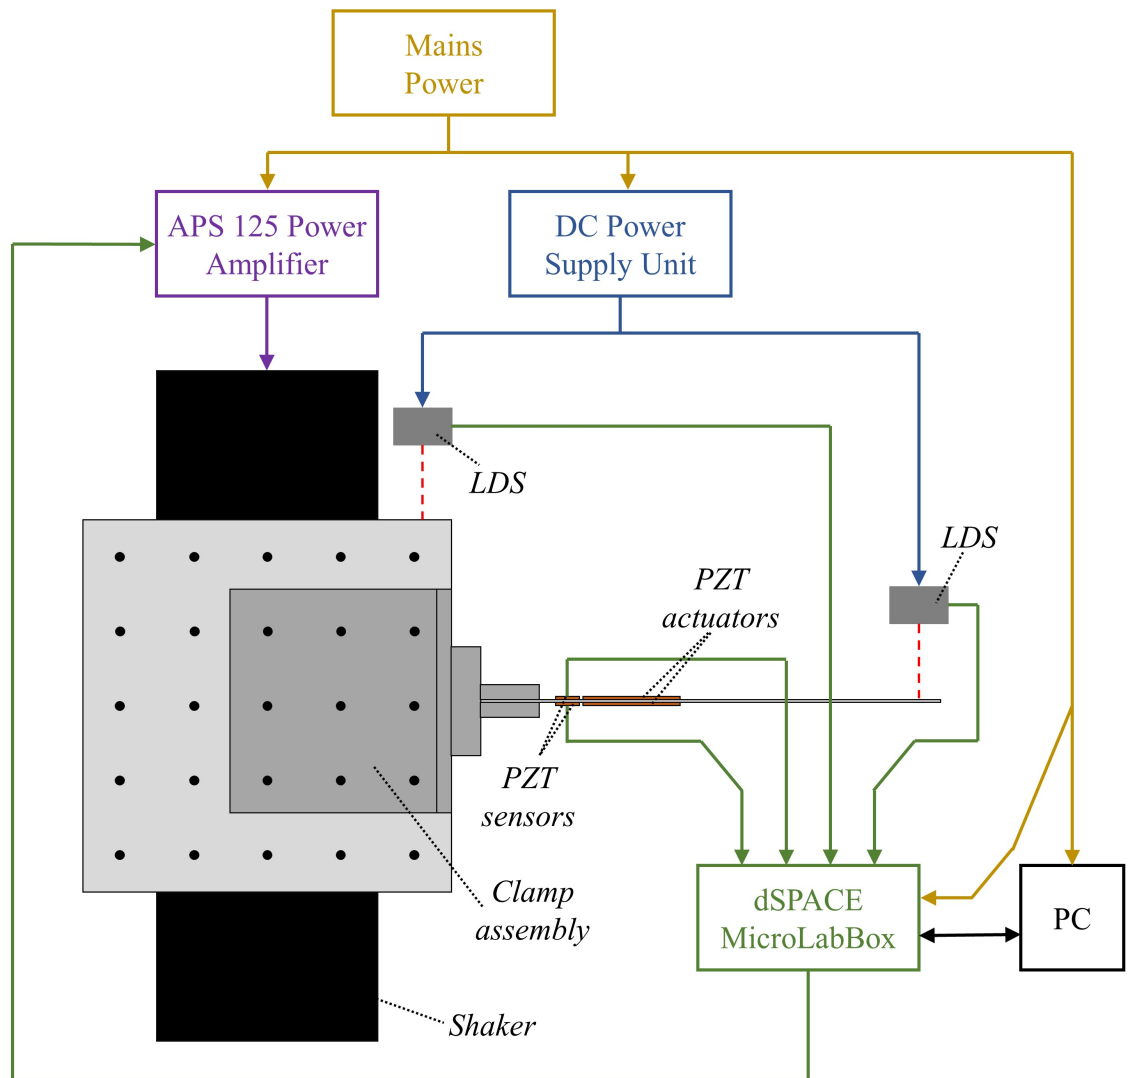 Mains
Power
APS 125 Power
Amplifier
DC Power
Supply Unit
LDS
LDS
PZT
actuators
PZT
sensors
Clamp
assembly
dSPACE
MicroLabBox
PC
Shaker